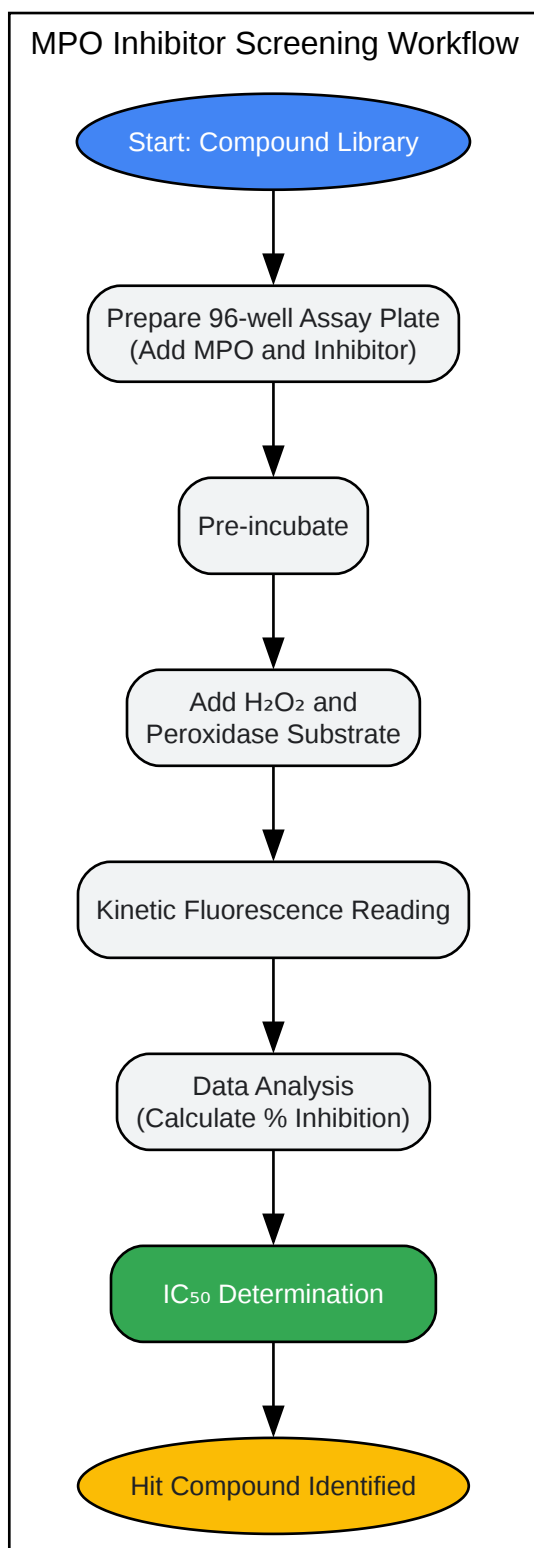 MPO Inhibitor Screening Workflow
Start: Compound Library
Prepare 96-well Assay Plate
(Add MPO and Inhibitor)
Pre-incubate
Add H₂O₂ and
Peroxidase Substrate
Kinetic Fluorescence Reading
Data Analysis
(Calculate % Inhibition)
IC₅₀ Determination
Hit Compound Identified